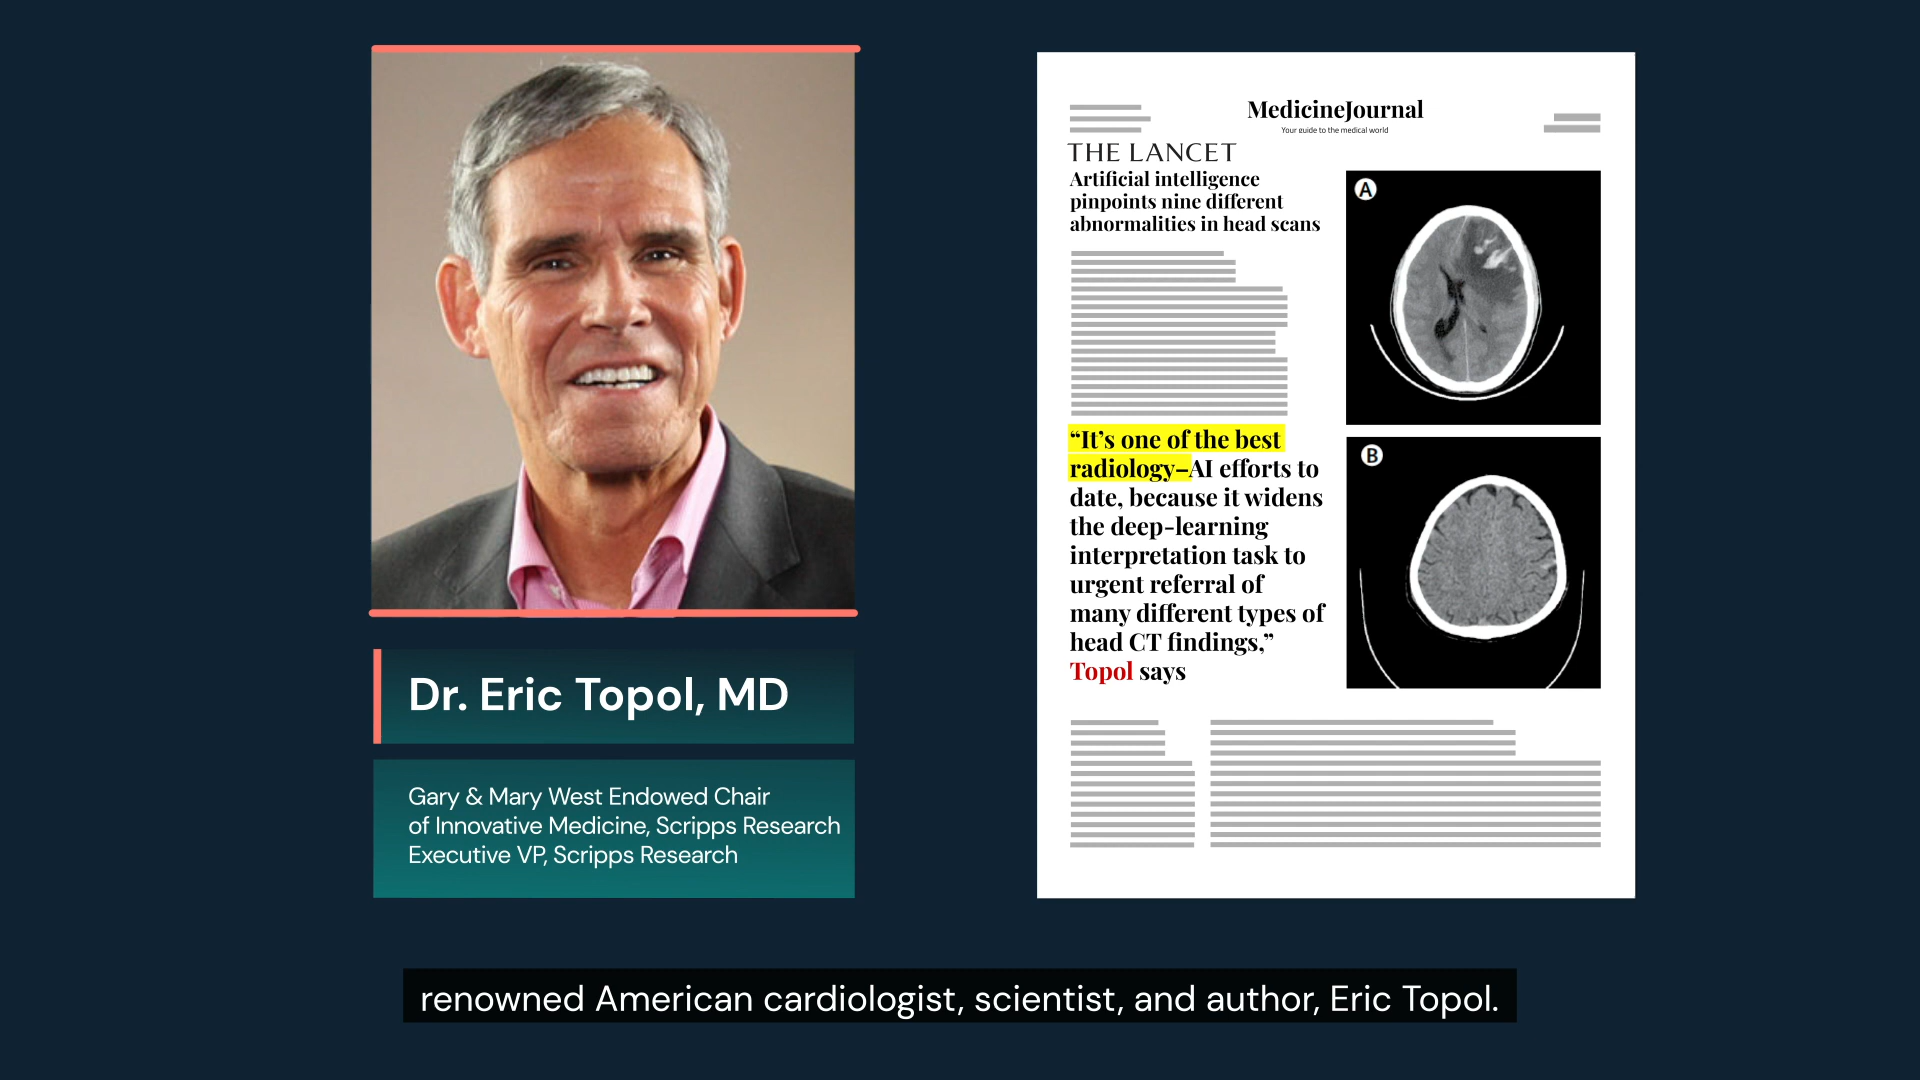 Dr. Eric Topol, MD
Gary & Mary West Endowed Chair
of Innovative Medicine, Scripps Research
Executive VP, Scripps Research
MedicineJournal
Your guide to the medical world
THE LANCET
Artificial intelligence
pinpoints nine different
abnormalities in head scans
“It’s one of the best
radiology–AI efforts to
date, because it widens
the deep-learning
interpretation task to
urgent referral of
many different types of
head CT findings,”
Topol says
A
B
renowned American cardiologist, scientist, and author, Eric Topol.